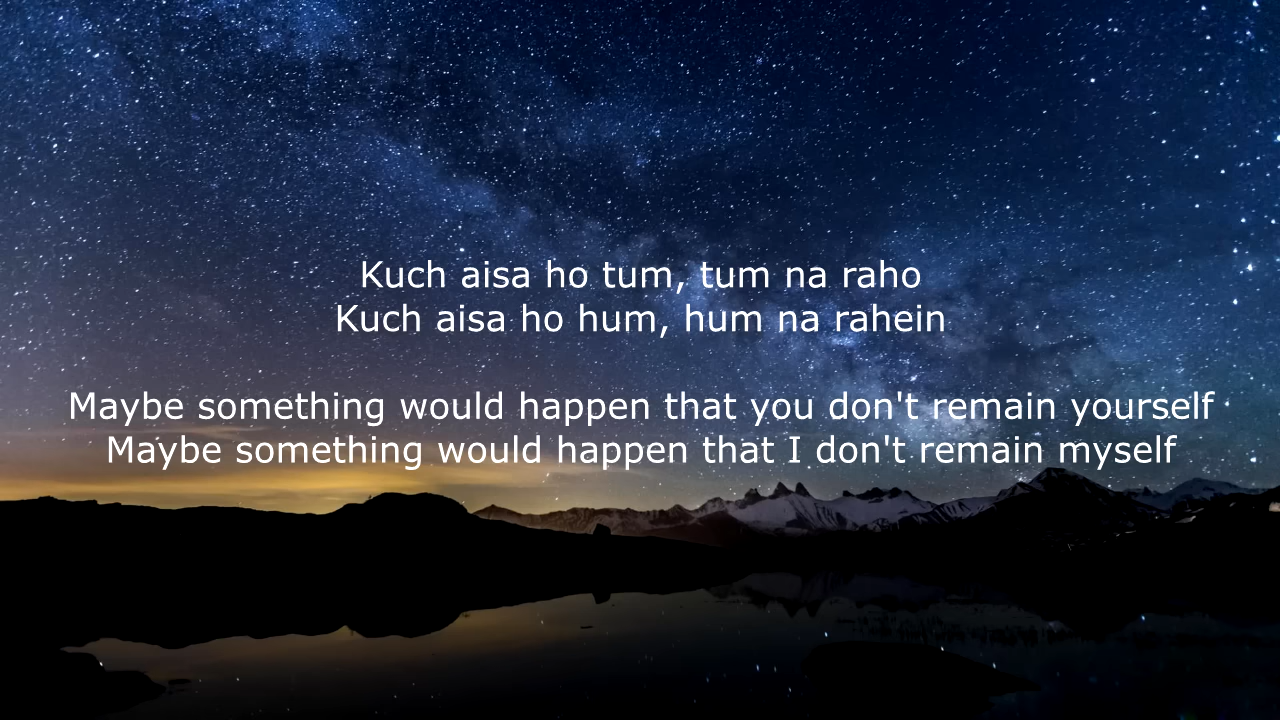 Kuch aisa ho tum, tum na raho
Kuch aisa ho hum, hum na rahein
Maybe something would happen that you don't remain yourself
Maybe something would happen that I don't remain myself